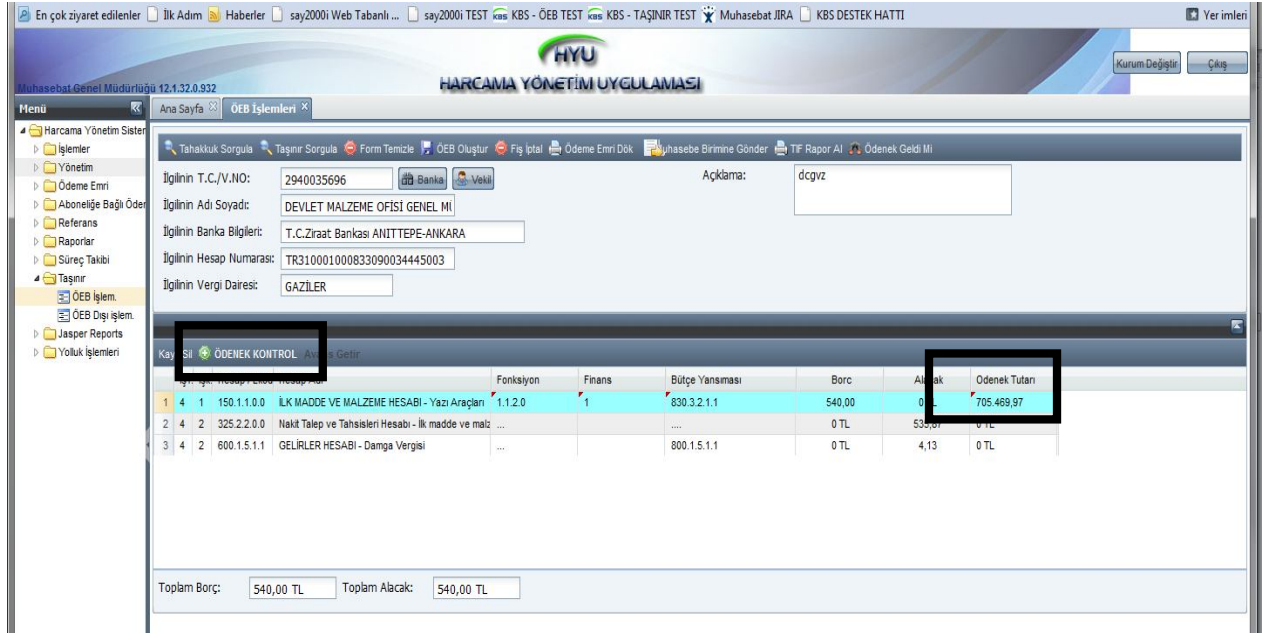 En çok ziyaret edilenler İlk Adım Haberler say2000i Web Tabanlı ... say2000i TEST KBS KBS - ÖEB TEST KBS KBS - TAŞINIR TEST Muhasebat JIRA KBS DESTEK HATTI Yer imleri
HYU
HARCAMA YÖNETİM UYGULAMASI
Kurum Değiştir Çıkış
Muhasebat Genel Müdürlüğü 12.1.32.0.932
Menü Ana Sayfa ÖEB İşlemleri
Harcama Yönetim Sister
İşlemler
Yönetim
Ödeme Emri
Aboneliğe Bağlı Öder
Referans
Raporlar
Süreç Takibi
Taşınır
ÖEB İşlem.
ÖEB Dışı işlem.
Jasper Reports
Yolluk İşlemleri
Tahakkuk Sorgula Taşınır Sorgula Form Temizle ÖEB Oluştur Fiş İptal Ödeme Emri Dök Muhasebe Birimine Gönder TİF Rapor Al Ödenek Geldi Mi
İlgilinin T.C./V.NO: 2940035696 Banka Vekil Açıklama: dcgvz
İlgilinin Adı Soyadı: DEVLET MALZEME OFİSİ GENEL MÜ
İlgilinin Banka Bilgileri: T.C.Ziraat Bankası ANITTEPE-ANKARA
İlgilinin Hesap Numarası: TR310001000833090034445003
İlgilinin Vergi Dairesi: GAZİLER
Sil ÖDENEK KONTROL Getir
Fonksiyon Finans Bütçe Yansıması Borc Odenek Tutarı
1 4 1 150.1.1.0.0 İLK MADDE VE MALZEME HESABI - Yazı Araçları 1.1.2.0 1 830.3.2.1.1 540,00 705.469,97
2 4 2 325.2.2.0.0 Nakit Talep ve Tahsisleri Hesabı - İlk madde ve malz ... .... 0 TL 535,87 0 TL
3 4 2 600.1.5.1.1 GELİRLER HESABI - Damga Vergisi ... 800.1.5.1.1 0 TL 4,13 0 TL
Toplam Borç: 540,00 TL Toplam Alacak: 540,00 TL